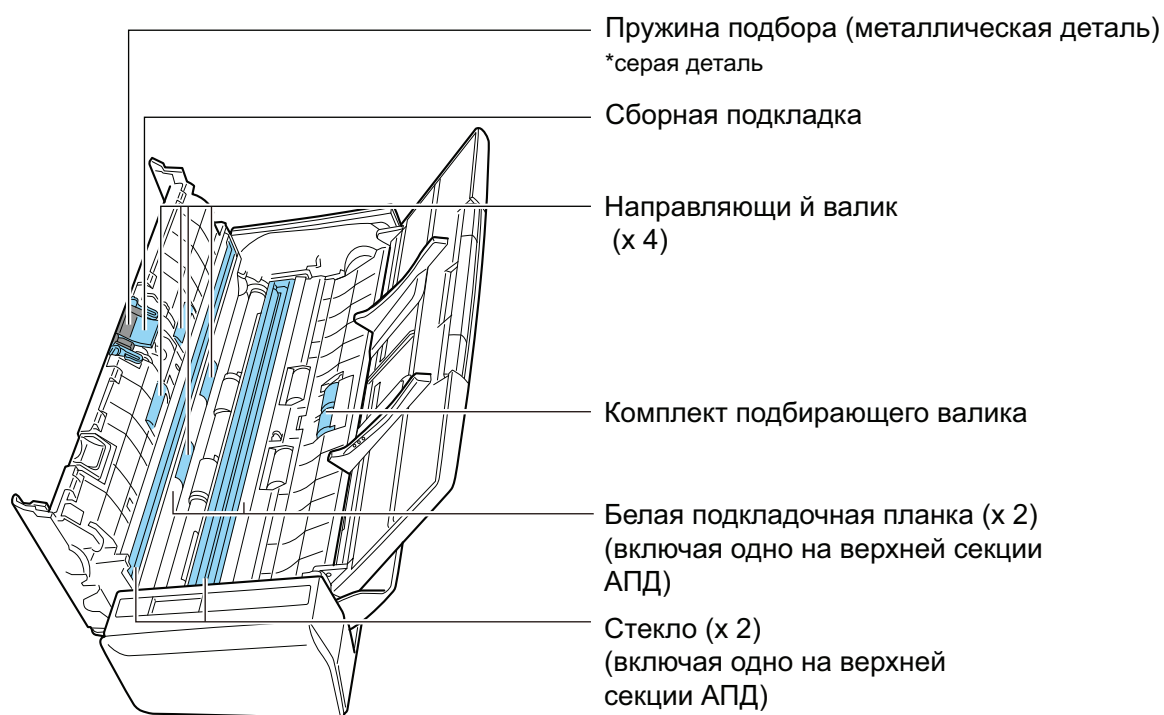 Пружина подбора (металлическая деталь)
*серая деталь
Сборная подкладка
Направляющи й валик
(x 4)
Комплект подбирающего валика
Белая подкладочная планка (x 2)
(включая одно на верхней секции
АПД)
Стекло (x 2)
(включая одно на верхней
секции АПД)